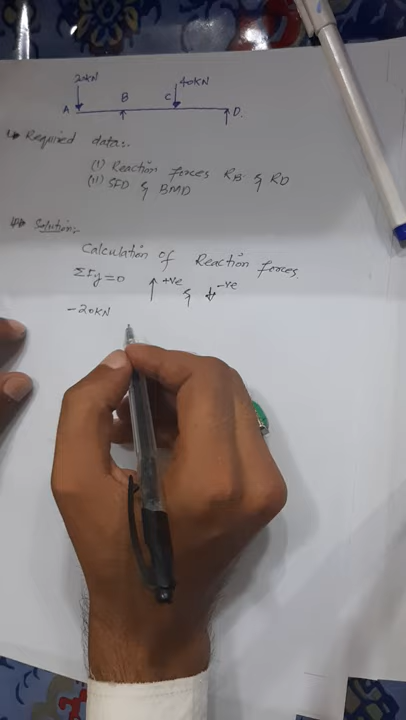 20kN 40kN
A B C D.
Required data:-
(i) Reaction forces RB & RD
(ii) SFD & BMD
Solution:-
Calculation of Reaction forces.
ΣFy=0 ↑ +ve & ↓ -ve
-20KN